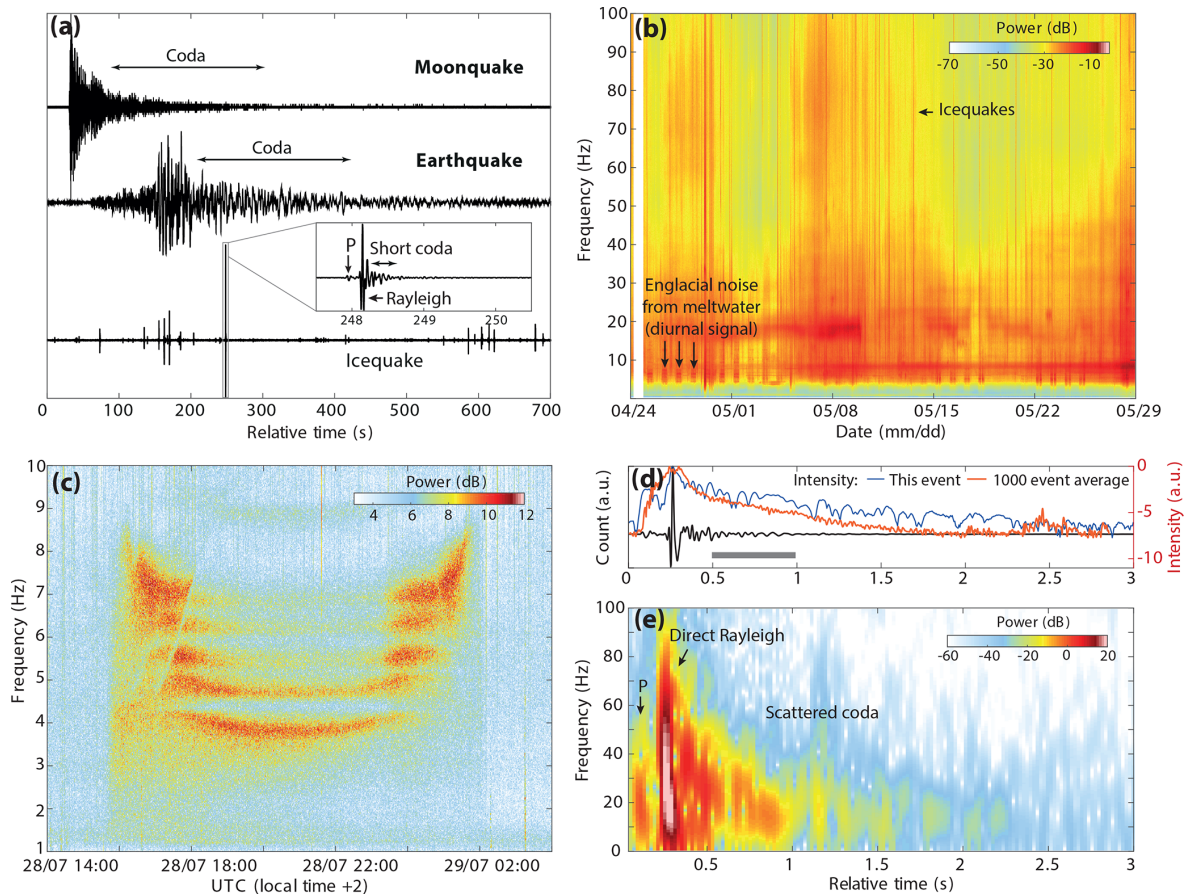 (a)
Coda
Moonquake
Coda
Earthquake
P
Short coda
Rayleigh
248 249 250
Icequake
0 100 200 300 400 500 600 700
Relative time (s)
(b)
Power (dB)
-70 -50 -30 -10
Icequakes
Englacial noise
from meltwater
(diurnal signal)
Frequency (Hz)
100
90
80
70
60
50
40
30
20
10
04/24 05/01 05/08 05/15 05/22 05/29
Date (mm/dd)
(c)
Power (dB)
4 6 8 10 12
Frequency (Hz)
10
9
8
7
6
5
4
3
2
1
28/07 14:00 28/07 18:00 28/07 22:00 29/07 02:00
UTC (local time +2)
(d)
Intensity: This event 1000 event average
Count (a.u.)
Intensity (a.u.)
0
-5
-10
0 0.5 1 1.5 2 2.5 3
(e)
Direct Rayleigh
P
Scattered coda
Power (dB)
-60 -40 -20 0 20
Frequency (Hz)
100
80
60
40
20
0
0.5 1 1.5 2 2.5 3
Relative time (s)